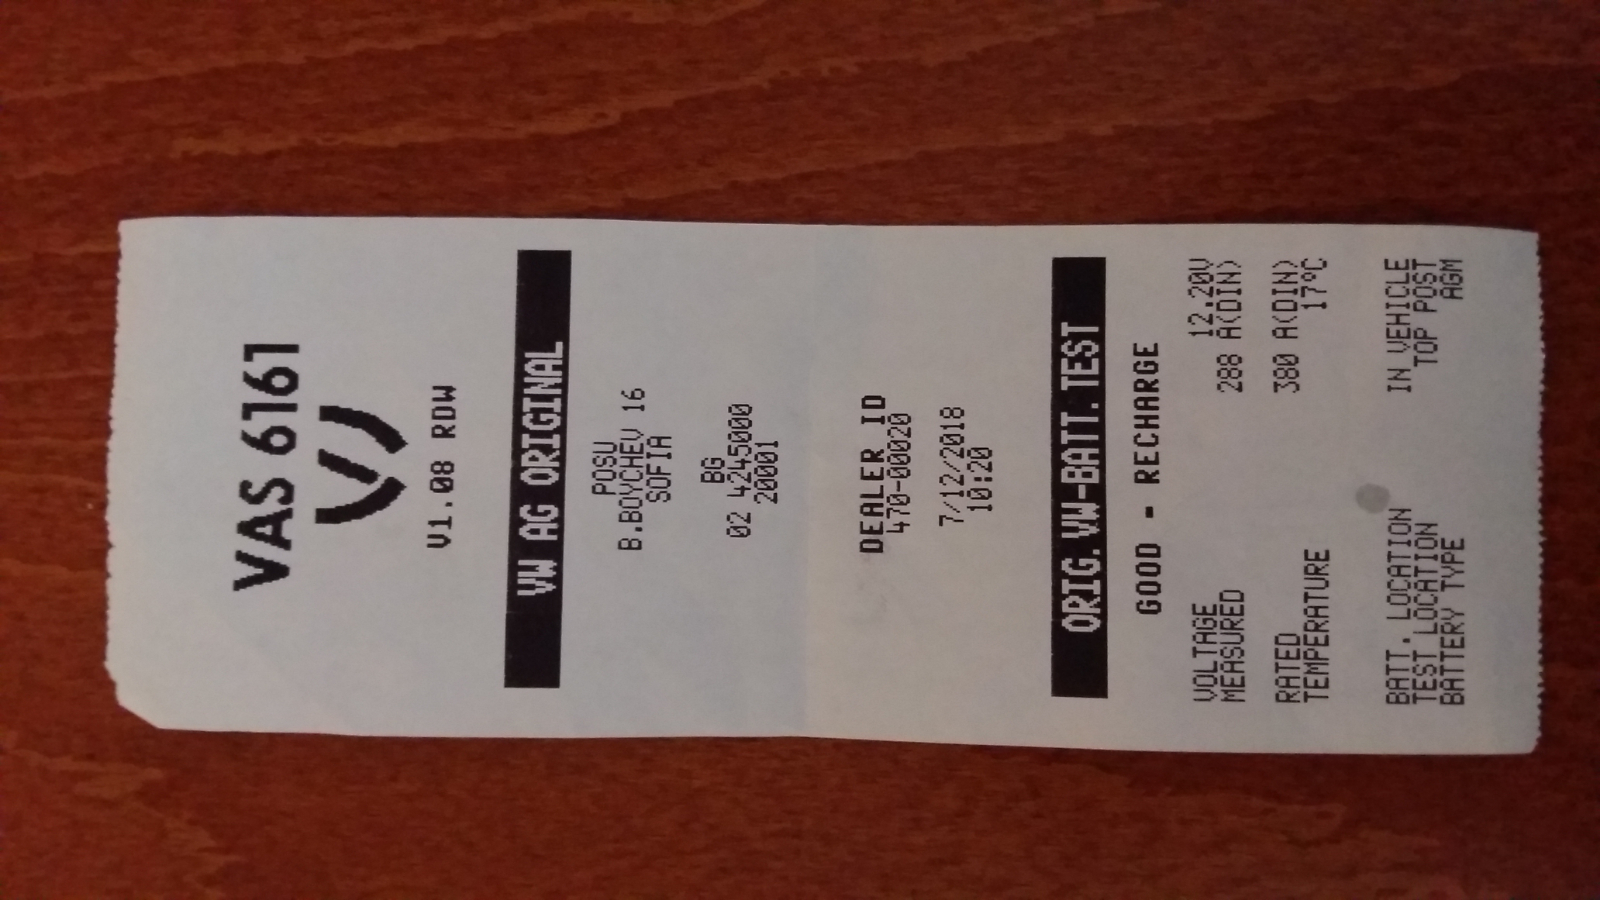 VAS 6161
V1.08 RDW
VW AG ORIGINAL
POSU
B.BOYCHEV 16
SOFIA
BG
02 4245000
20001
DEALER ID
470-00020
7/12/2018
10:20
ORIG.VW-BATT.TEST
GOOD - RECHARGE
VOLTAGE 12.20V
MEASURED 288 A(DIN)
RATED 380 A(DIN)
TEMPERATURE 17°C
BATT. LOCATION IN VEHICLE
TEST LOCATION TOP POST
BATTERY TYPE AGM